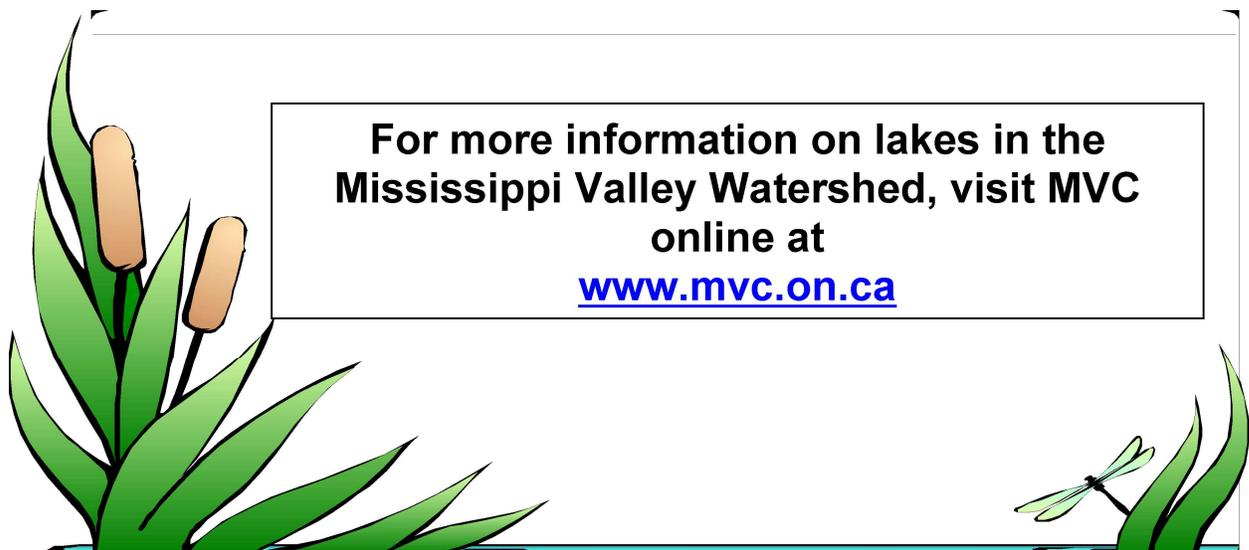 For more information on lakes in the
Mississippi Valley Watershed, visit MVC
online at
www.mvc.on.ca